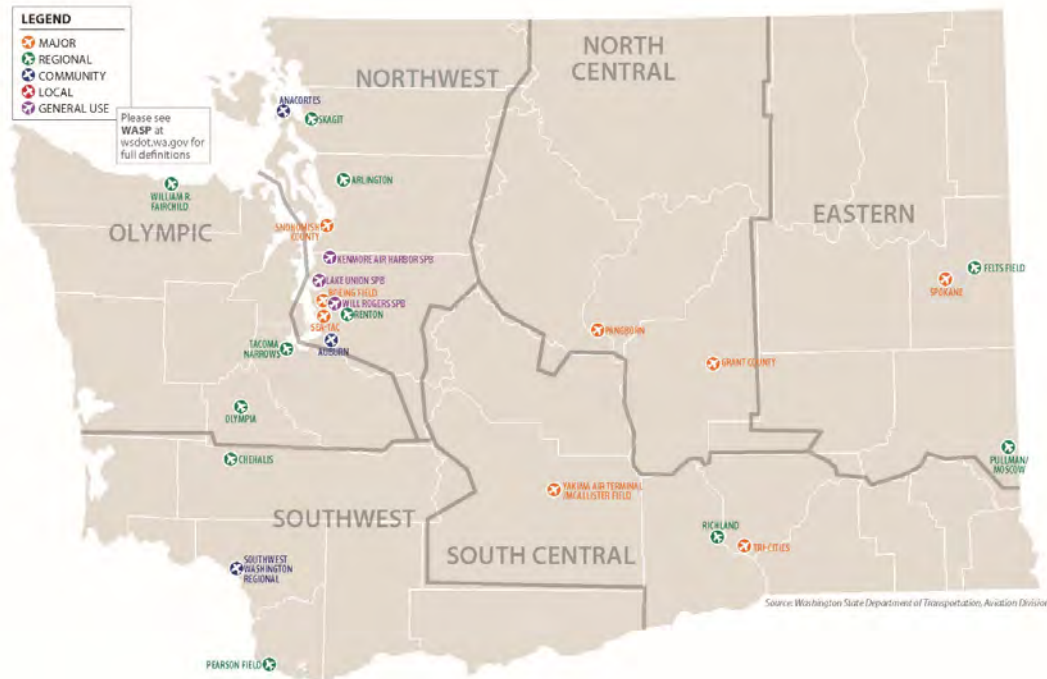 LEGEND
MAJOR
REGIONAL
COMMUNITY
LOCAL
GENERAL USE
Please see
WASP at
wsdot.wa.gov for
full definitions
NORTHWEST
NORTH
CENTRAL
EASTERN
OLYMPIC
SOUTHWEST
SOUTH CENTRAL
ANACORTES
SKAGIT
WILLIAM R.
FAIRCHILD
ARLINGTON
SNOHOMISH
COUNTY
KENMORE AIR HARBOR SPB
LAKE UNION SPB
BOEING FIELD
WILL ROGERS SPB
RENTON
SEA-TAC
AUBURN
TACOMA
NARROWS
OLYMPIA
CHEHALIS
SOUTHWEST
WASHINGTON
REGIONAL
PEARSON FIELD
PANGBORN
GRANT COUNTY
YAKIMA AIR TERMINAL
/MCALLISTER FIELD
RICHLAND
TRI-CITIES
SPOKANE
FELTS FIELD
PULLMAN/
MOSCOW
Source: Washington State Department of Transportation, Aviation Division